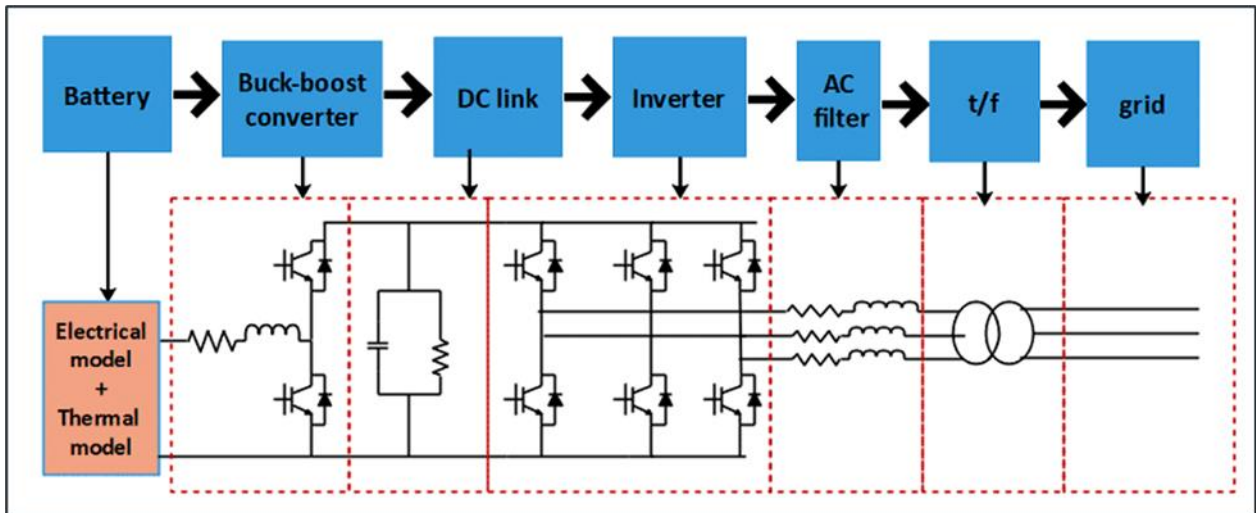 Battery
Buck-boost
converter
DC link
Inverter
AC
filter
t/f
grid
Electrical
model
+
Thermal
model